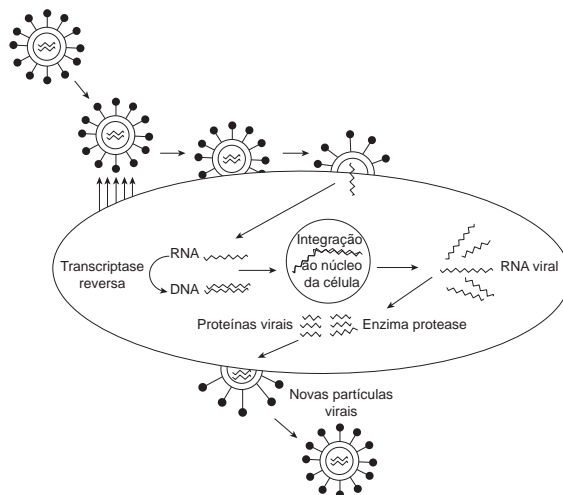 Transcriptase
reversa
RNA
DNA
Integração
ao núcleo
da célula
RNA viral
Proteínas virais
Enzima protease
Novas partículas
virais